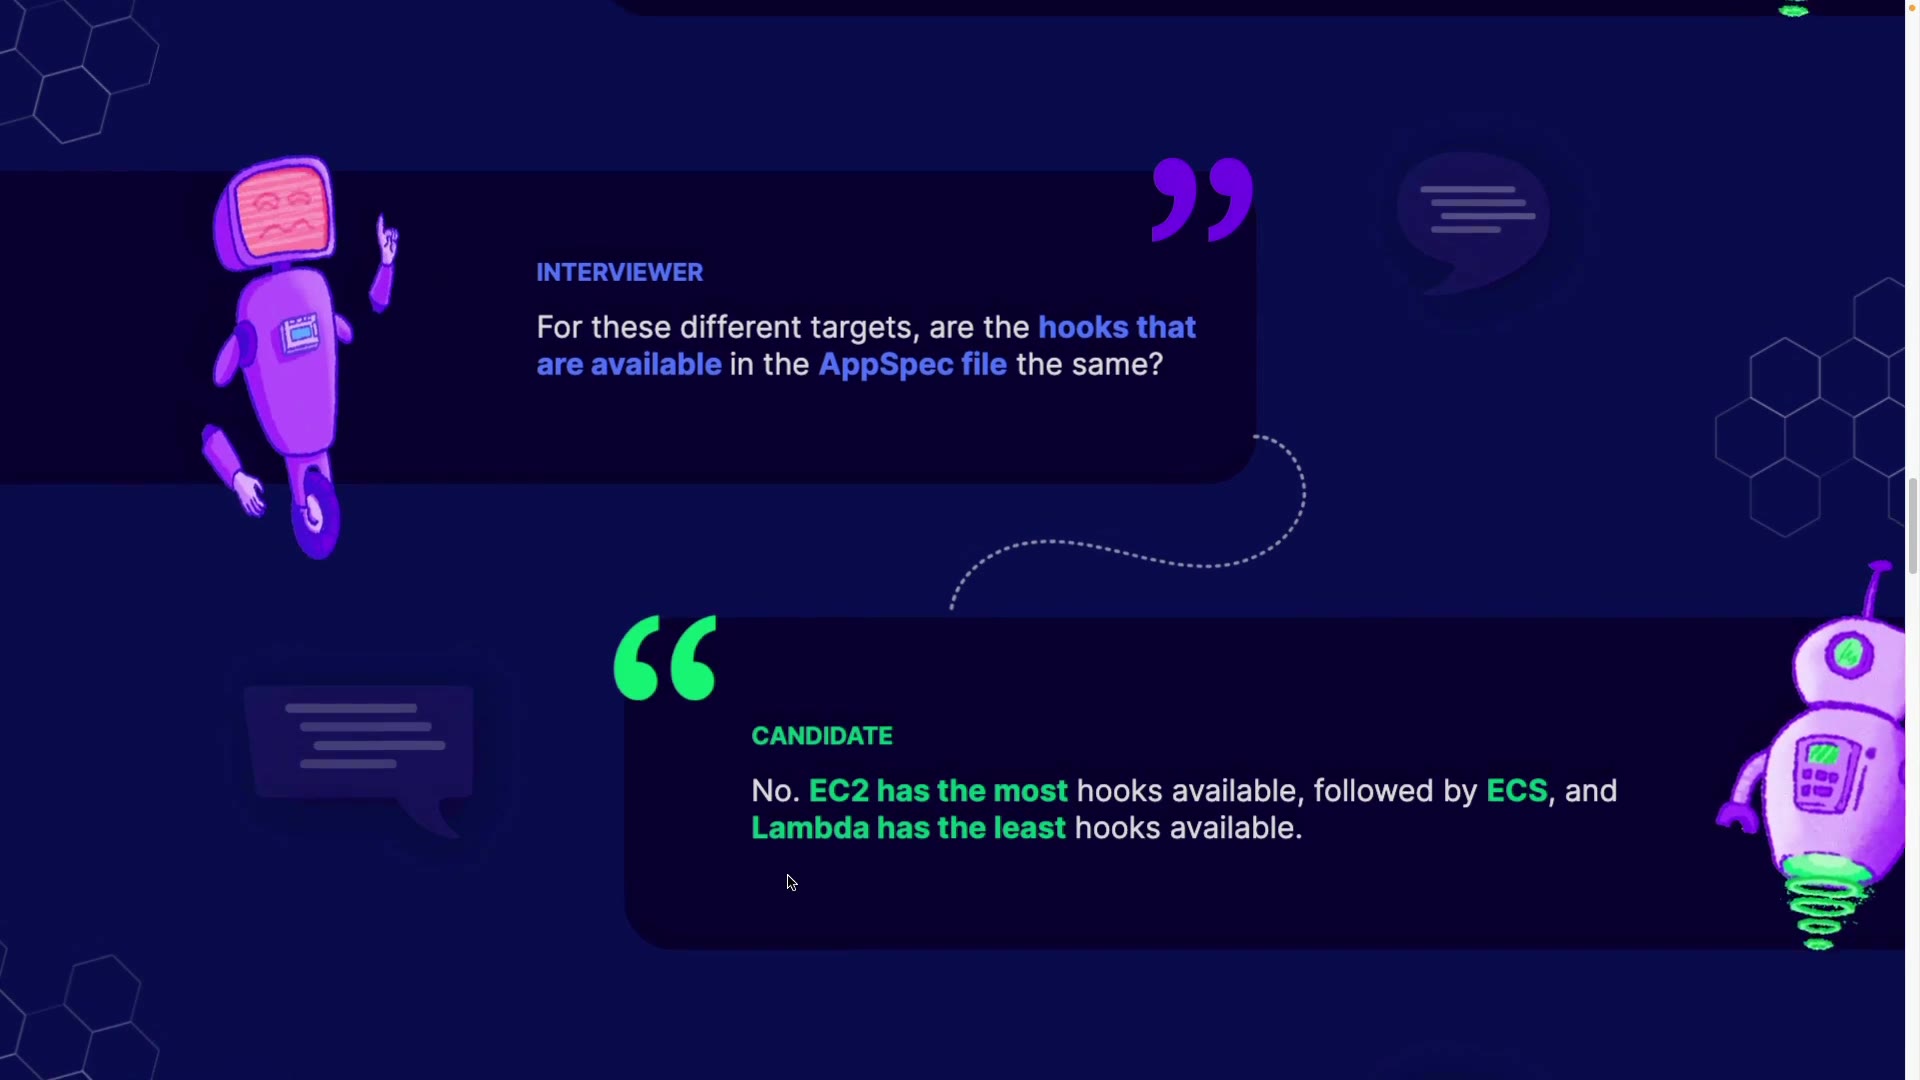 INTERVIEWER
For these different targets, are the hooks that
are available in the AppSpec file the same?
CANDIDATE
No. EC2 has the most hooks available, followed by ECS, and
Lambda has the least hooks available.